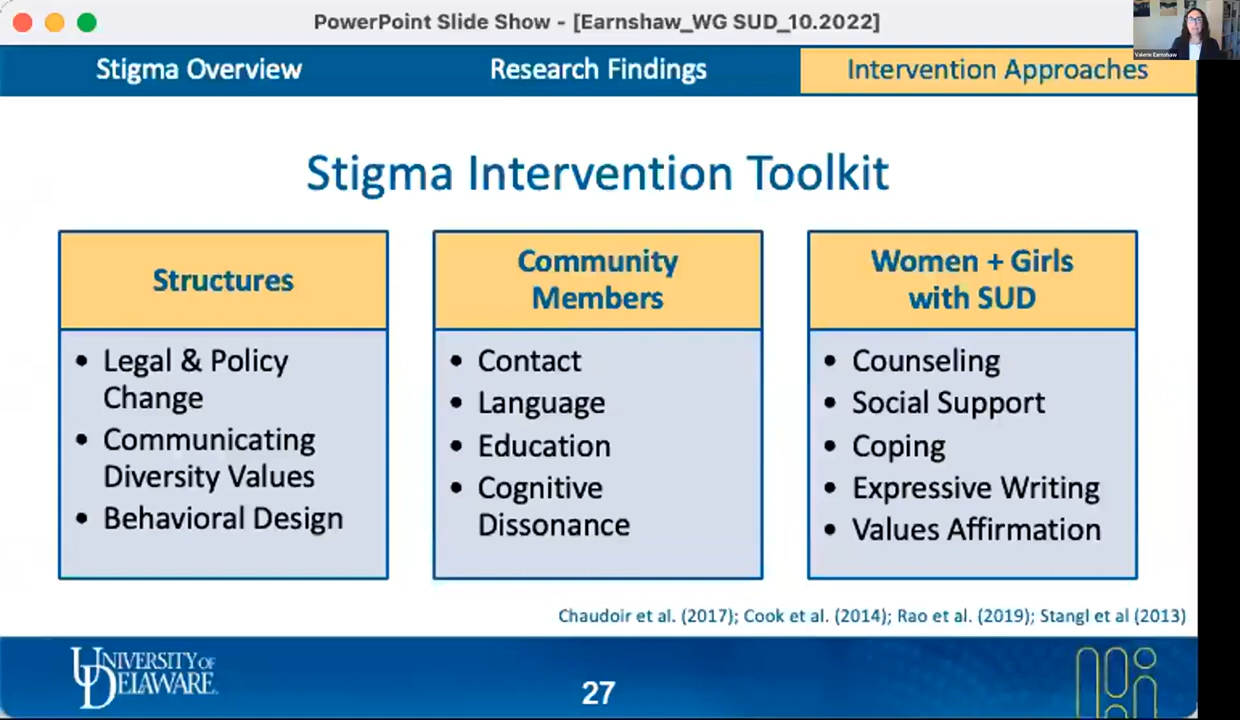 PowerPoint Slide Show - [Earnshaw_WG SUD_10.2022]
Valerie Earnshaw
Stigma Overview
Research Findings
Intervention Approaches
Stigma Intervention Toolkit
Structures
• Legal & Policy
Change
• Communicating
Diversity Values
• Behavioral Design
Community
Members
• Contact
• Language
• Education
• Cognitive
Dissonance
Women + Girls
with SUD
• Counseling
• Social Support
• Coping
• Expressive Writing
• Values Affirmation
Chaudoir et al. (2017); Cook et al. (2014); Rao et al. (2019); Stangl et al (2013)
UNIVERSITY OF
DELAWARE
27